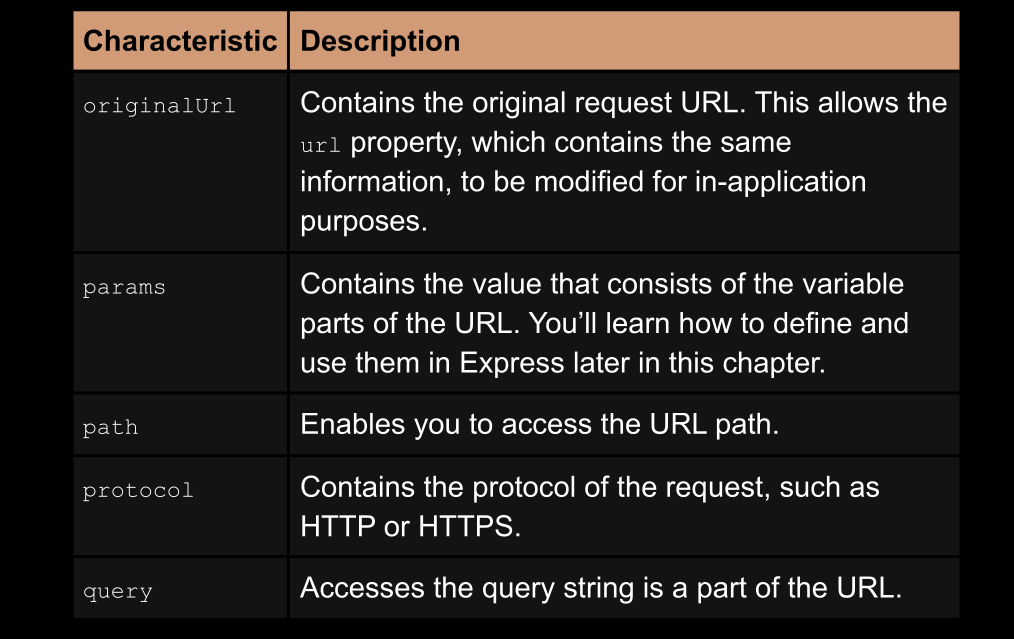 Characteristic Description
originalUrl Contains the original request URL. This allows the
url property, which contains the same
information, to be modified for in-application
purposes.
params Contains the value that consists of the variable
parts of the URL. You’ll learn how to define and
use them in Express later in this chapter.
path Enables you to access the URL path.
protocol Contains the protocol of the request, such as
HTTP or HTTPS.
query Accesses the query string is a part of the URL.